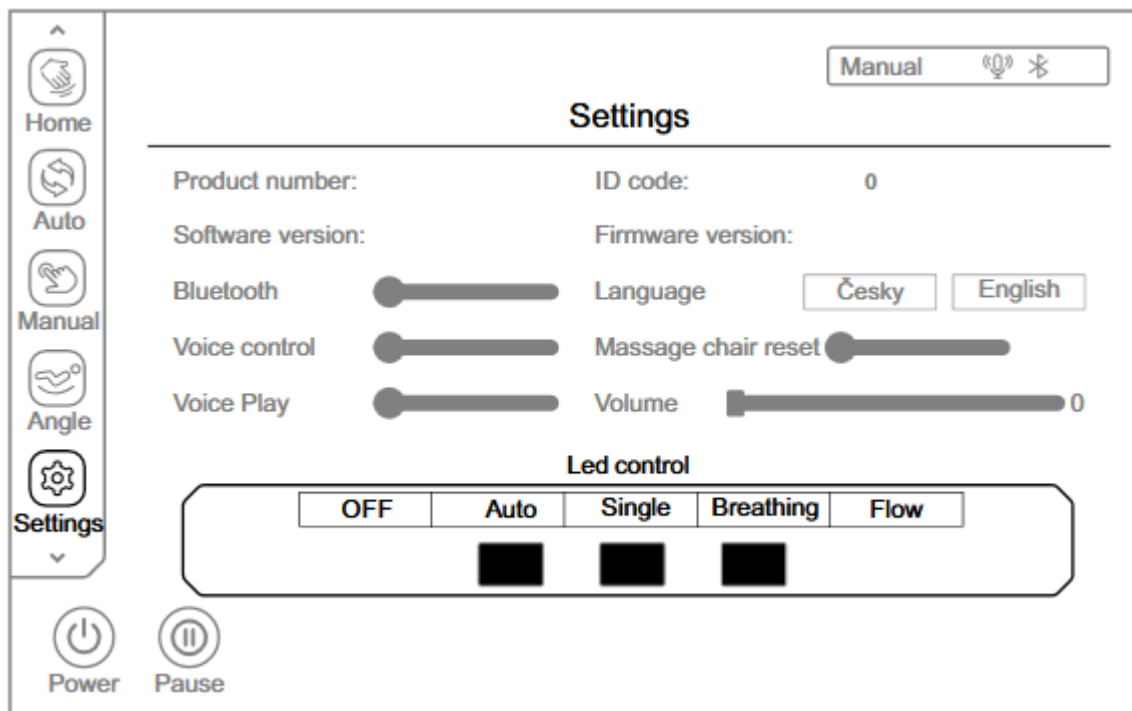 Manual
Settings
Home
Auto
Manual
Angle
Settings
Product number:
ID code: 0
Software version:
Firmware version:
Bluetooth
Language Česky English
Voice control
Massage chair reset
Voice Play
Volume 0
Led control
OFF Auto Single Breathing Flow
Power Pause